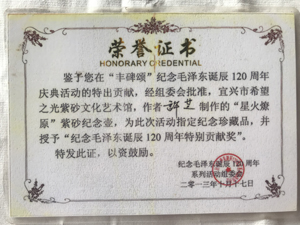 荣誉证书
HONORARY CREDENTIAL
鉴予您在“丰碑颂”纪念毛泽东诞辰120周年
庆典活动的特出贡献，经组委会批准，宜兴市希望
之光紫砂文化艺术馆，作者 许芝 制作的“星火燎
原”紫砂纪念壶，为此次活动指定纪念珍藏品，并
授予“纪念毛泽东诞辰120周年特别贡献奖”。
特发此证，以资鼓励。
纪念毛泽东诞辰120周年
系列活动组委会
二〇一三年十月十七日